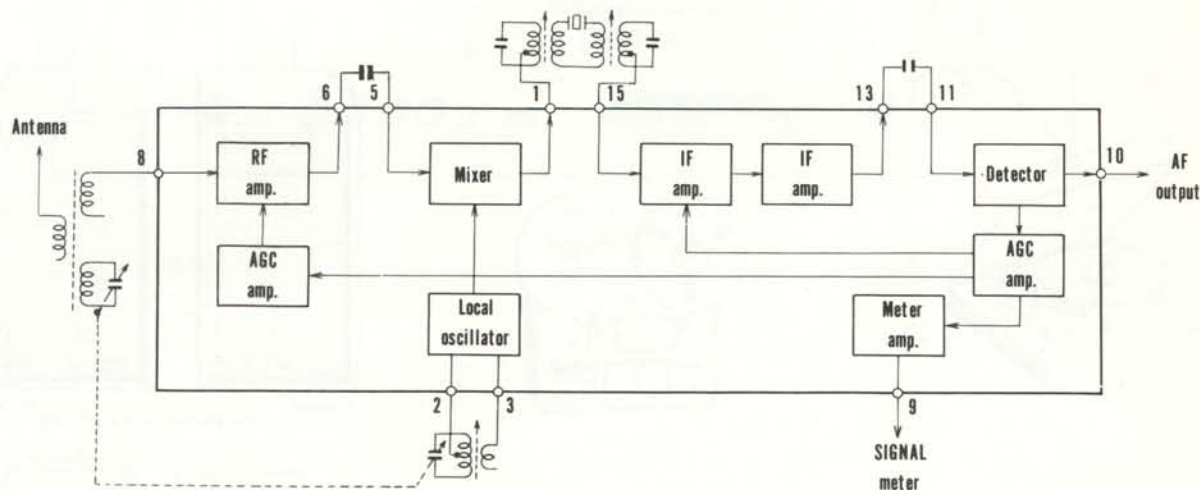 6 5 1 15 13 11
Antenna
8
RF
amp.
Mixer
IF
amp.
IF
amp.
Detector
10
AF
output
AGC
amp.
AGC
amp.
Local
oscillator
Meter
amp.
2 3 9
SIGNAL
meter